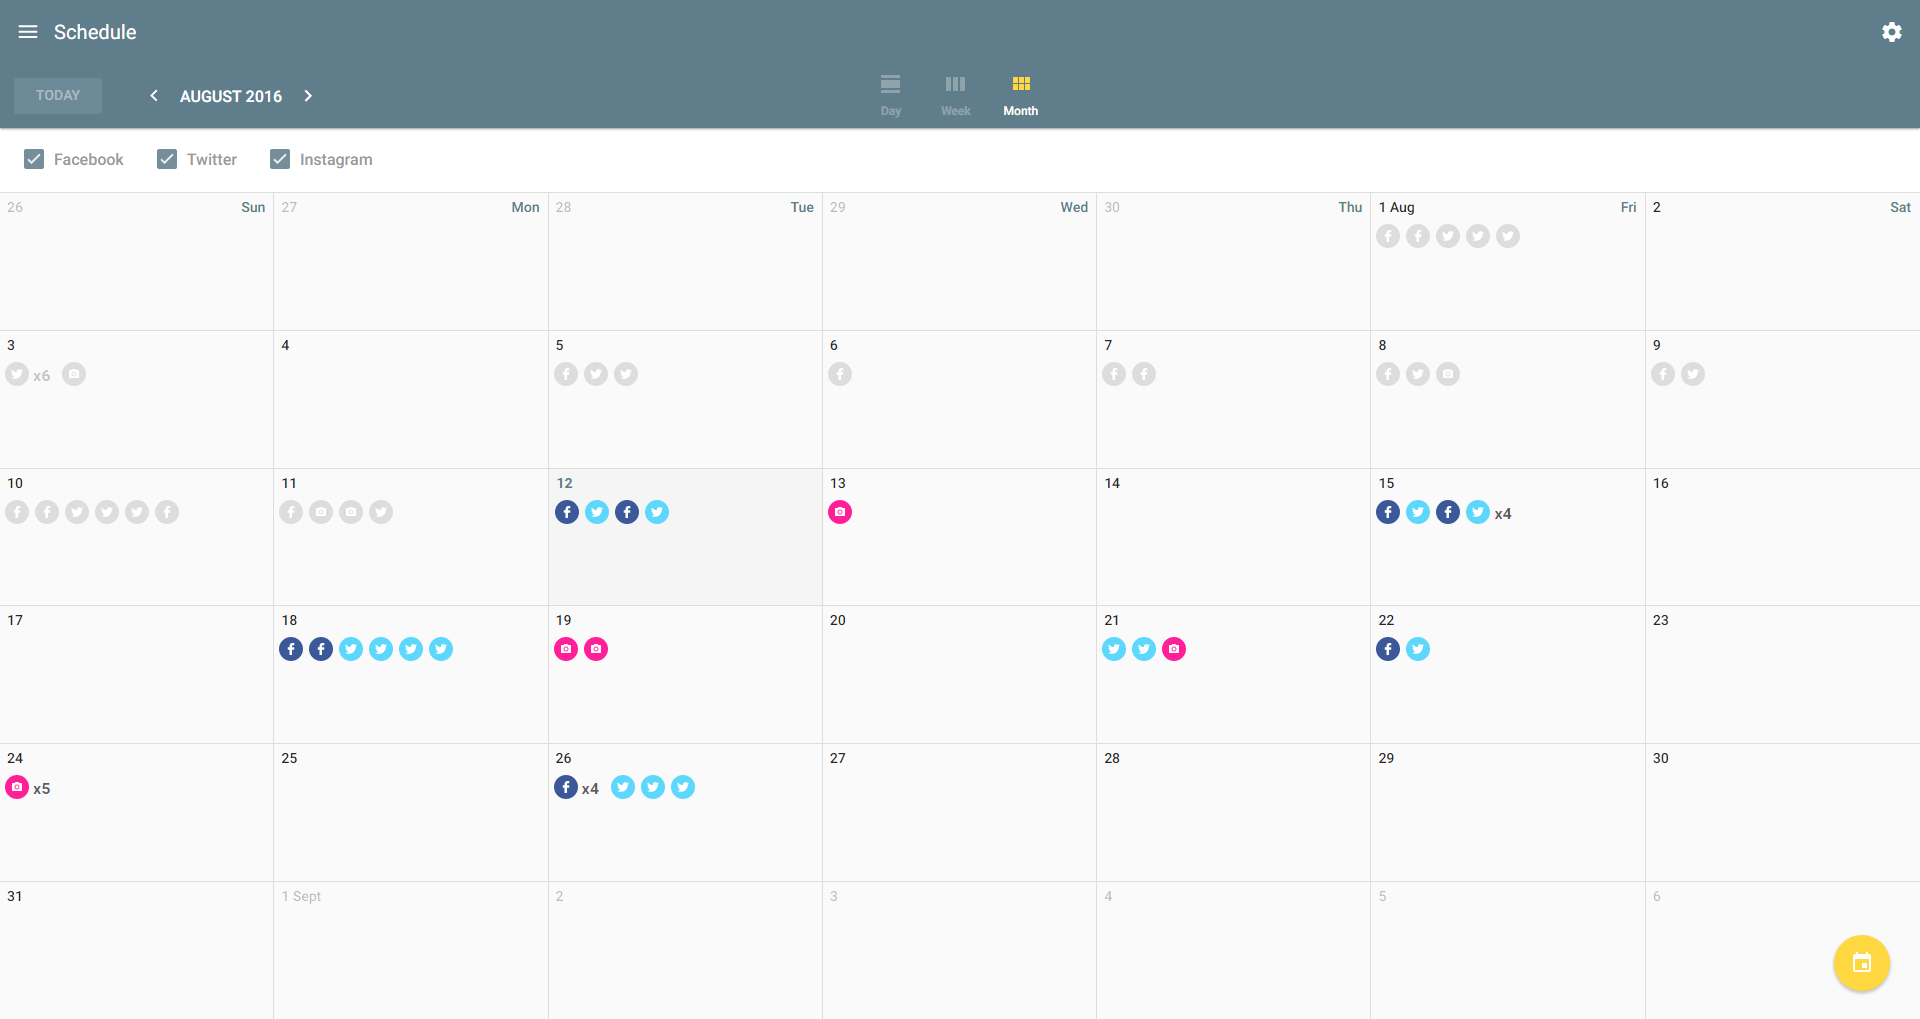 Schedule
TODAY
AUGUST 2016
Day
Week
Month
Facebook
Twitter
Instagram
26 Sun
27 Mon
28 Tue
29 Wed
30 Thu
1 Aug Fri
2 Sat
3
x6
4
5
6
7
8
9
10
11
12
13
14
15
x4
16
17
18
19
20
21
22
23
24
x5
25
26
x4
27
28
29
30
31
1 Sept
2
3
4
5
6